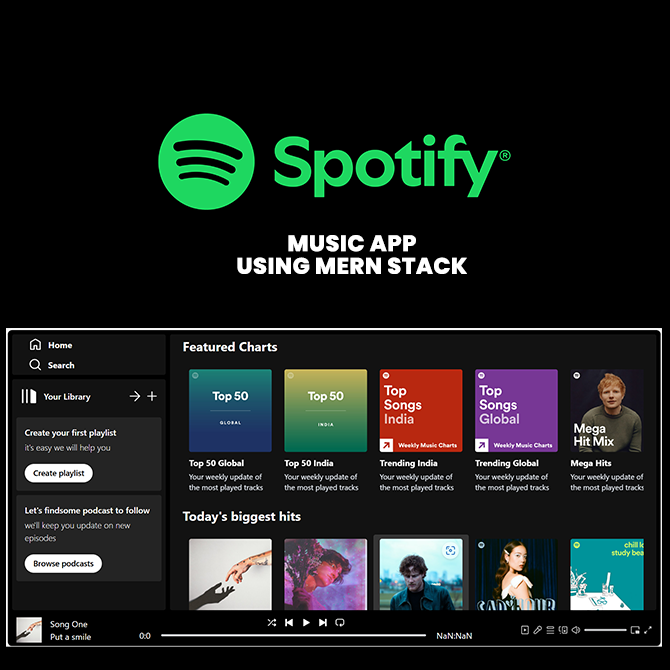 Spotify®
MUSIC APP
USING MERN STACK
Home
Search
Your Library
Create your first playlist
it's easy we will help you
Create playlist
Let's findsome podcast to follow
we'll keep you update on new
episodes
Browse podcasts
Featured Charts
Top 50
GLOBAL
Top 50 Global
Your weekly update of
the most played tracks
Top 50
INDIA
Top 50 India
Your weekly update of
the most played tracks
Top
Songs
India
Weekly Music Charts
Trending India
Your weekly update of
the most played tracks
Top
Songs
Global
Weekly Music Charts
Trending Global
Your weekly update of
the most played tracks
Mega
Hit Mix
Mega Hits
Your weekly update of
the most played tracks
Today's biggest hits
chill lo
study bea
Song One
Put a smile
0:0
NaN:NaN